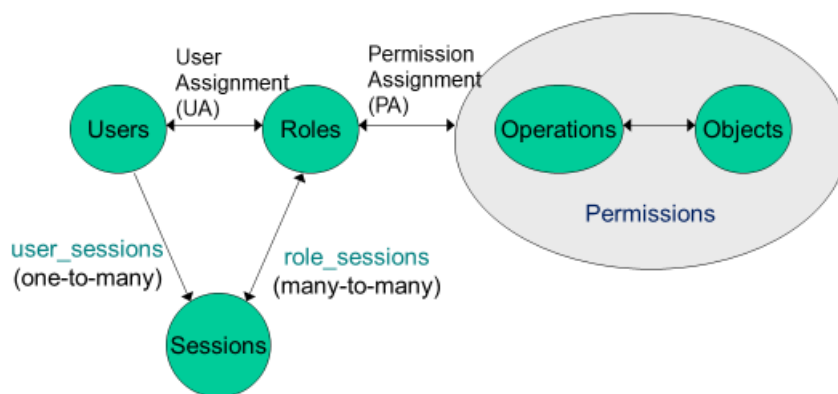 User
Assignment
(UA)
Permission
Assignment
(PA)
Users
Roles
Operations
Objects
Permissions
user_sessions
(one-to-many)
role_sessions
(many-to-many)
Sessions